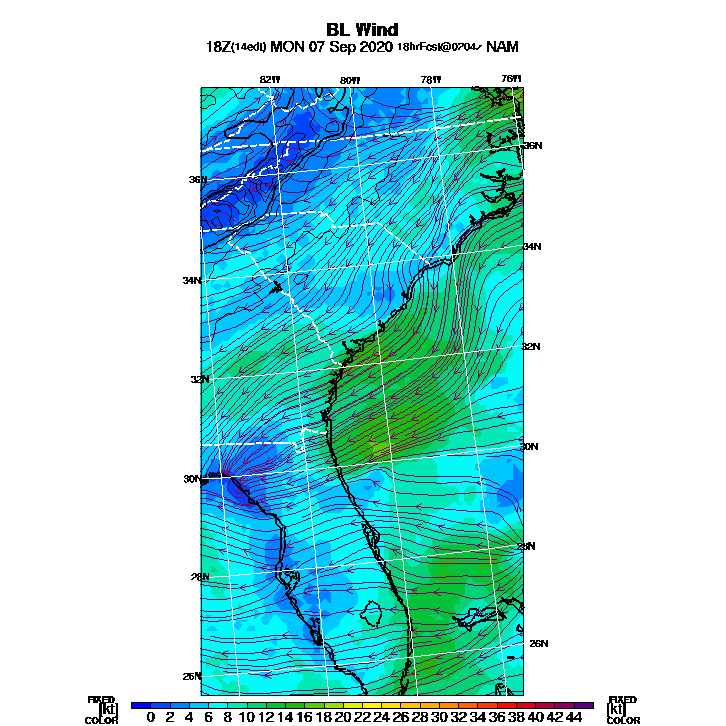 BL Wind
18Z(14edt) MON 07 Sep 2020 18hrFcst@0204z NAM
82W 80W 78W 76W
36N
36N
34N
34N
32N
32N
30N
30N
28N
28N
26N
26N
FIXED FIXED
[kt] 0 2 4 6 8 10 12 14 16 18 20 22 24 26 28 30 32 34 36 38 40 42 44 [kt]
COLOR COLOR